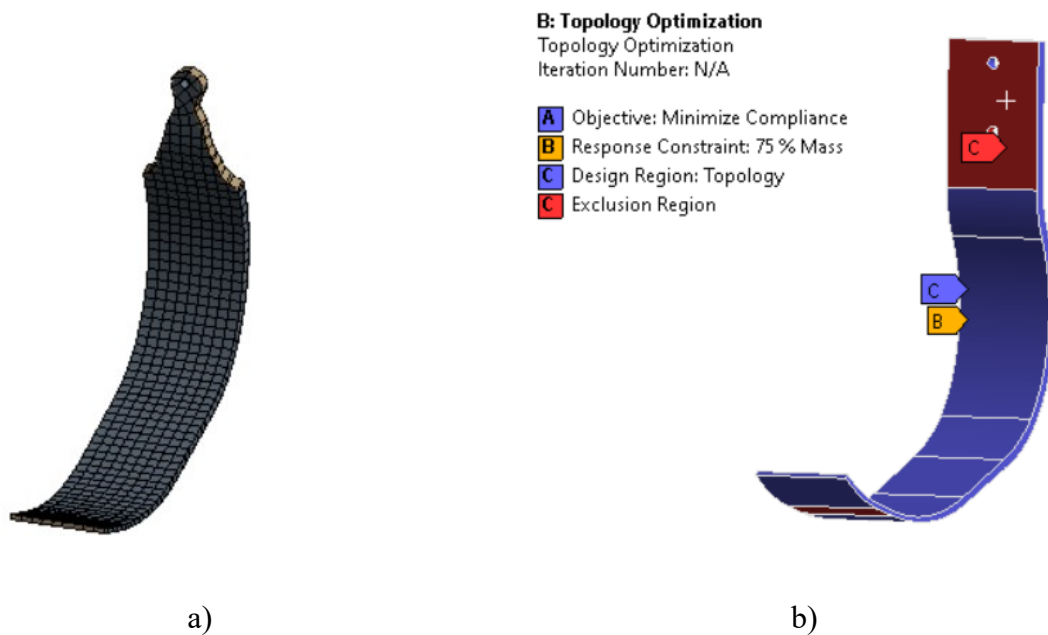 B: Topology Optimization
Topology Optimization
Iteration Number: N/A
A Objective: Minimize Compliance
B Response Constraint: 75 % Mass
C Design Region: Topology
C Exclusion Region
C
C
B
a)
b)